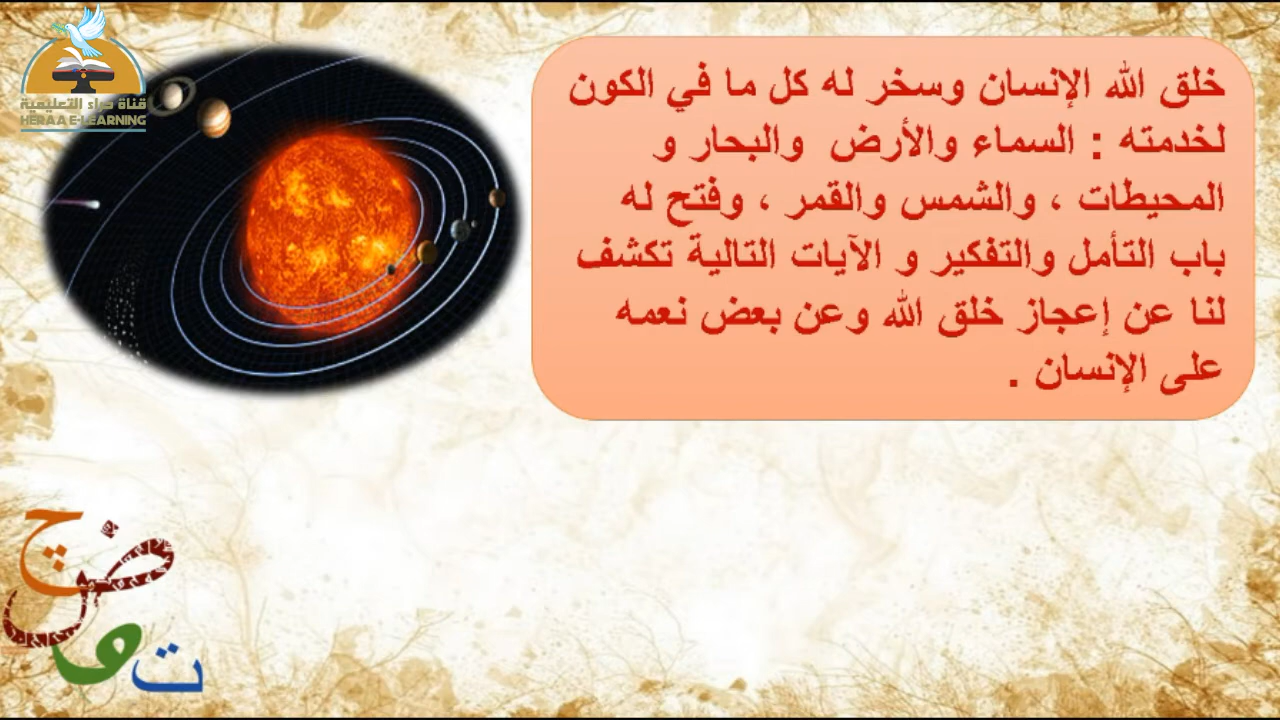 خلق الله الإنسان وسخر له كل ما في الكون
لخدمته : السماء والأرض والبحار و
المحيطات ، والشمس والقمر ، وفتح له
باب التأمل والتفكير و الآيات التالية تكشف
لنا عن إعجاز خلق الله وعن بعض نعمه
على الإنسان .
قناة حراء التعليمية
HERAA E-LEARNING
ج
ض
و
ت